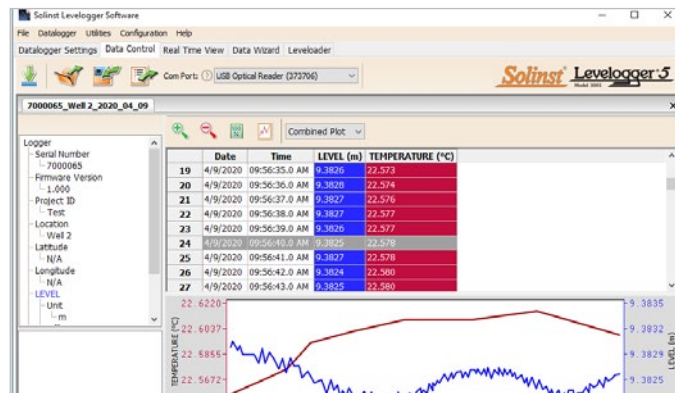 Solinst Levelogger Software
File Datalogger Utilities Configuration Help
Datalogger Settings Data Control Real Time View Data Wizard Leveloader
Com Port: USB Optical Reader (373706)
Solinst Levelogger 5
Model 3001
7000065_Well 2_2020_04_09
Combined Plot
Logger
Serial Number
7000065
Firmware Version
1.000
Project ID
Test
Location
Well 2
Latitude
N/A
Longitude
N/A
LEVEL
Unit
m
Date Time LEVEL (m) TEMPERATURE (°C)
19 4/9/2020 09:56:35.0 AM 9.3826 22.573
20 4/9/2020 09:56:36.0 AM 9.3828 22.574
21 4/9/2020 09:56:37.0 AM 9.3827 22.576
22 4/9/2020 09:56:38.0 AM 9.3827 22.577
23 4/9/2020 09:56:39.0 AM 9.3826 22.577
24 4/9/2020 09:56:40.0 AM 9.3825 22.578
25 4/9/2020 09:56:41.0 AM 9.3827 22.578
26 4/9/2020 09:56:42.0 AM 9.3824 22.580
27 4/9/2020 09:56:43.0 AM 9.3825 22.580
TEMPERATURE (°C)
22.6220
22.6037
22.5855
22.5672
9.3835
9.3832
9.3829
9.3825
LEVEL (m)